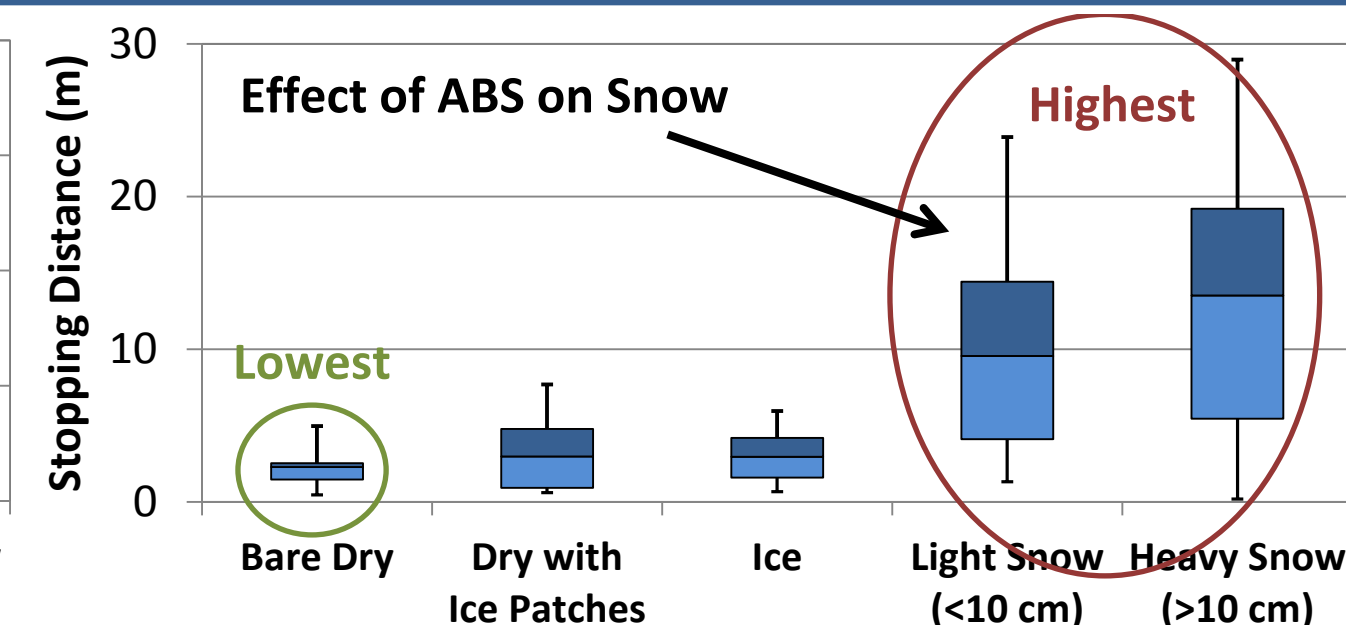 30
Effect of ABS on Snow
Highest
20
10
Lowest
0
Stopping Distance (m)
Bare Dry
Dry with
Ice Patches
Ice
Light Snow
(<10 cm)
Heavy Snow
(>10 cm)